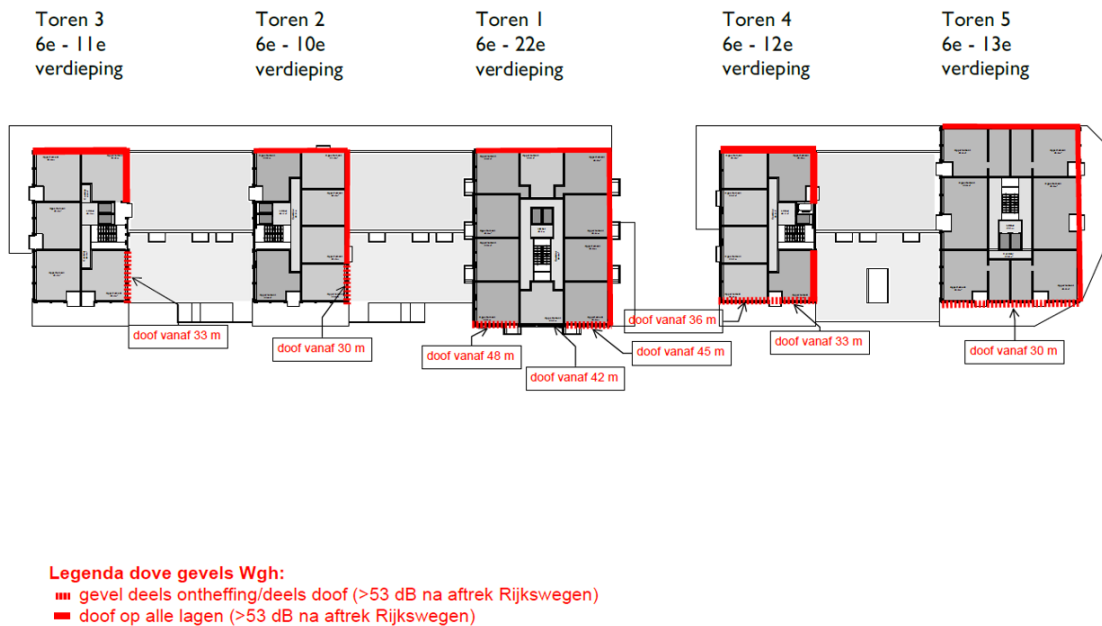 Toren 3
6e - 11e
verdieping
Toren 2
6e - 10e
verdieping
Toren 1
6e - 22e
verdieping
Toren 4
6e - 12e
verdieping
Toren 5
6e - 13e
verdieping
doof vanaf 33 m
doof vanaf 30 m
doof vanaf 48 m
doof vanaf 42 m
doof vanaf 45 m
doof vanaf 36 m
doof vanaf 33 m
doof vanaf 30 m
Legenda dove gevels Wgh:
gevel deels ontheffing/deels doof (>53 dB na aftrek Rijkswegen)
doof op alle lagen (>53 dB na aftrek Rijkswegen)